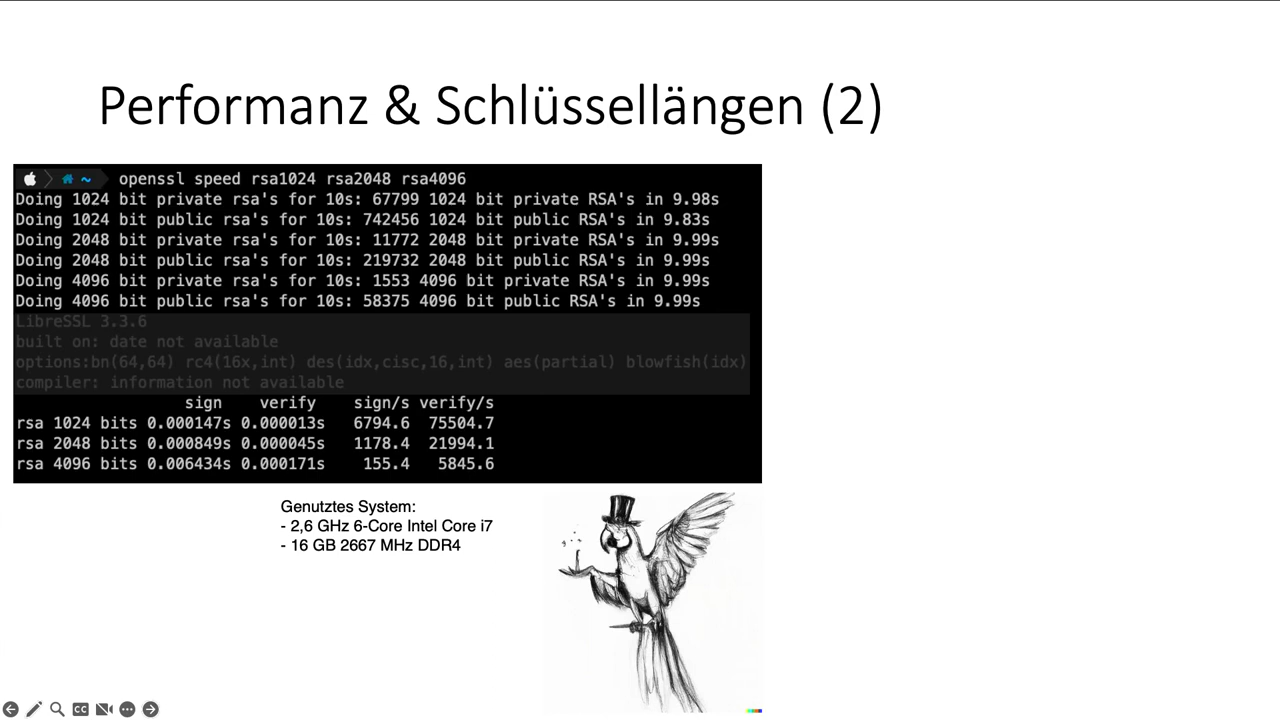 Performanz & Schlüssellängen (2)
~ openssl speed rsa1024 rsa2048 rsa4096
Doing 1024 bit private rsa's for 10s: 67799 1024 bit private RSA's in 9.98s
Doing 1024 bit public rsa's for 10s: 742456 1024 bit public RSA's in 9.83s
Doing 2048 bit private rsa's for 10s: 11772 2048 bit private RSA's in 9.99s
Doing 2048 bit public rsa's for 10s: 219732 2048 bit public RSA's in 9.99s
Doing 4096 bit private rsa's for 10s: 1553 4096 bit private RSA's in 9.99s
Doing 4096 bit public rsa's for 10s: 58375 4096 bit public RSA's in 9.99s
LibreSSL 3.3.6
built on: date not available
options:bn(64,64) rc4(16x,int) des(idx,cisc,16,int) aes(partial) blowfish(idx)
compiler: information not available
sign verify sign/s verify/s
rsa 1024 bits 0.000147s 0.000013s 6794.6 75504.7
rsa 2048 bits 0.000849s 0.000045s 1178.4 21994.1
rsa 4096 bits 0.006434s 0.000171s 155.4 5845.6
Genutztes System:
- 2,6 GHz 6-Core Intel Core i7
- 16 GB 2667 MHz DDR4
CC